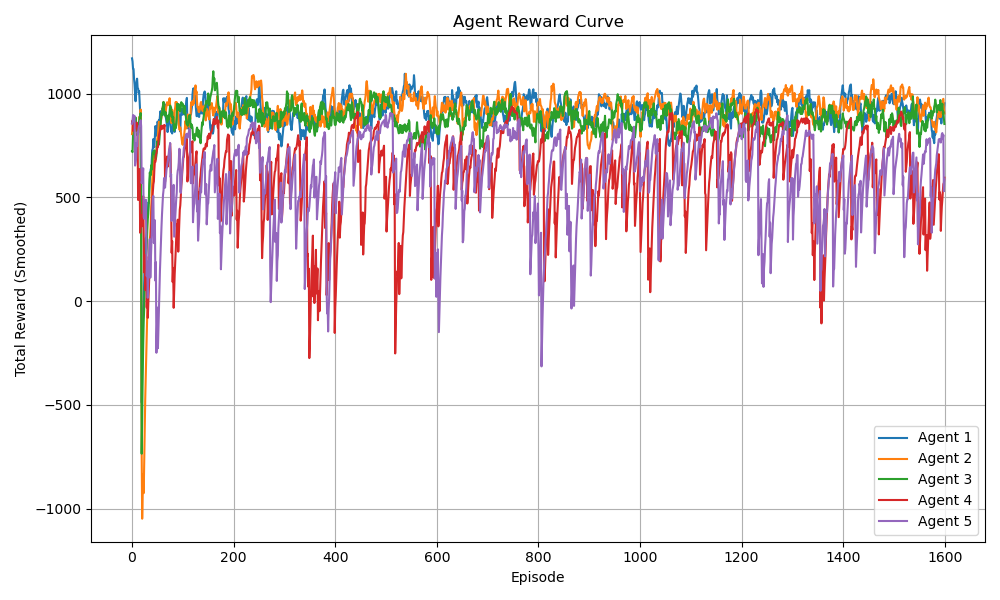 Agent Reward Curve
Total Reward (Smoothed)
1000
500
0
−500
−1000
0 200 400 600 800 1000 1200 1400 1600
Episode
Agent 1
Agent 2
Agent 3
Agent 4
Agent 5